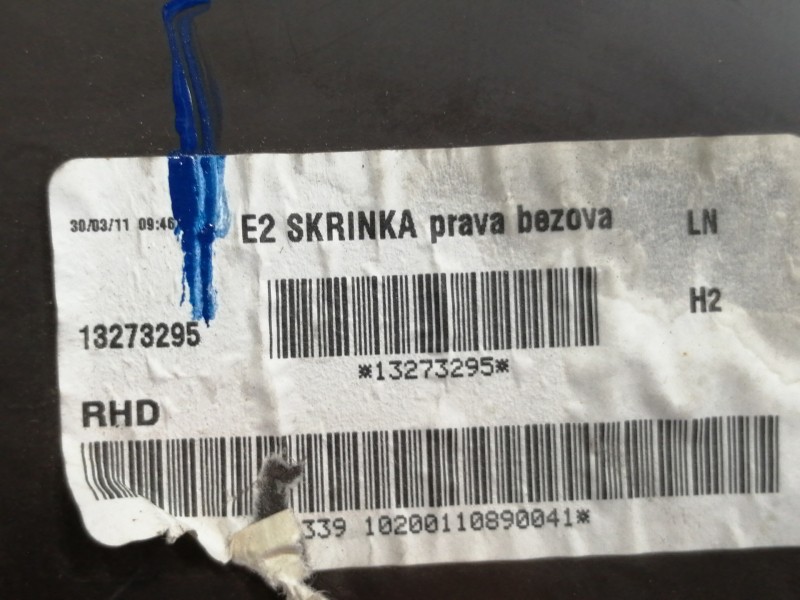 30/03/11 09:46 E2 SKRINKA prava bezova LN
H2
13273295
*13273295*
RHD
339 10200110890041*